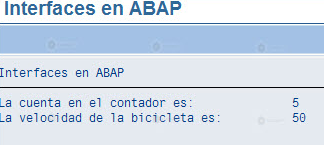 Interfaces en ABAP
Interfaces en ABAP
La cuenta en el contador es: 5
La velocidad de la bicicleta es: 50